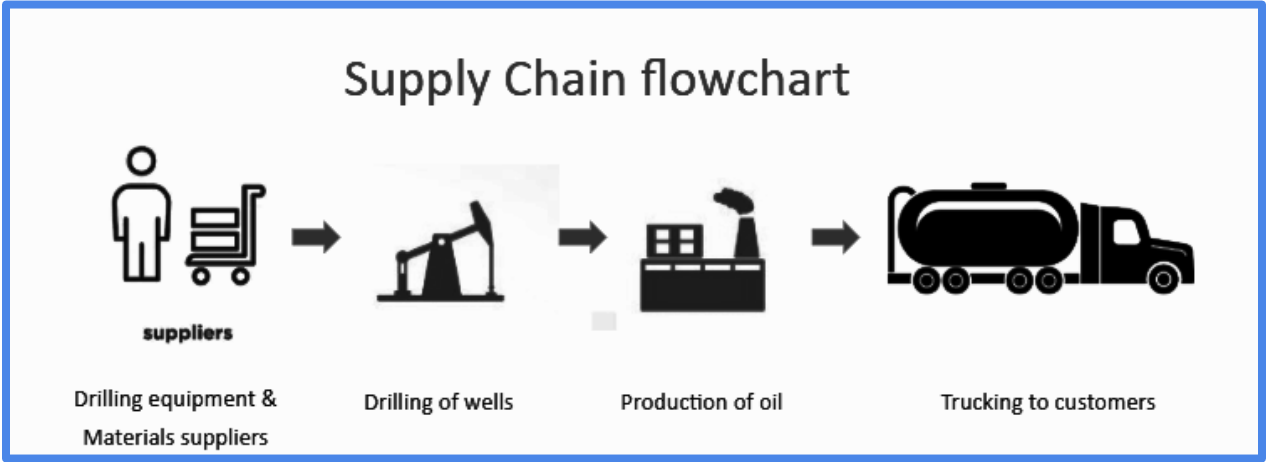 Supply Chain flowchart
suppliers
Drilling equipment &
Materials suppliers
Drilling of wells
Production of oil
Trucking to customers